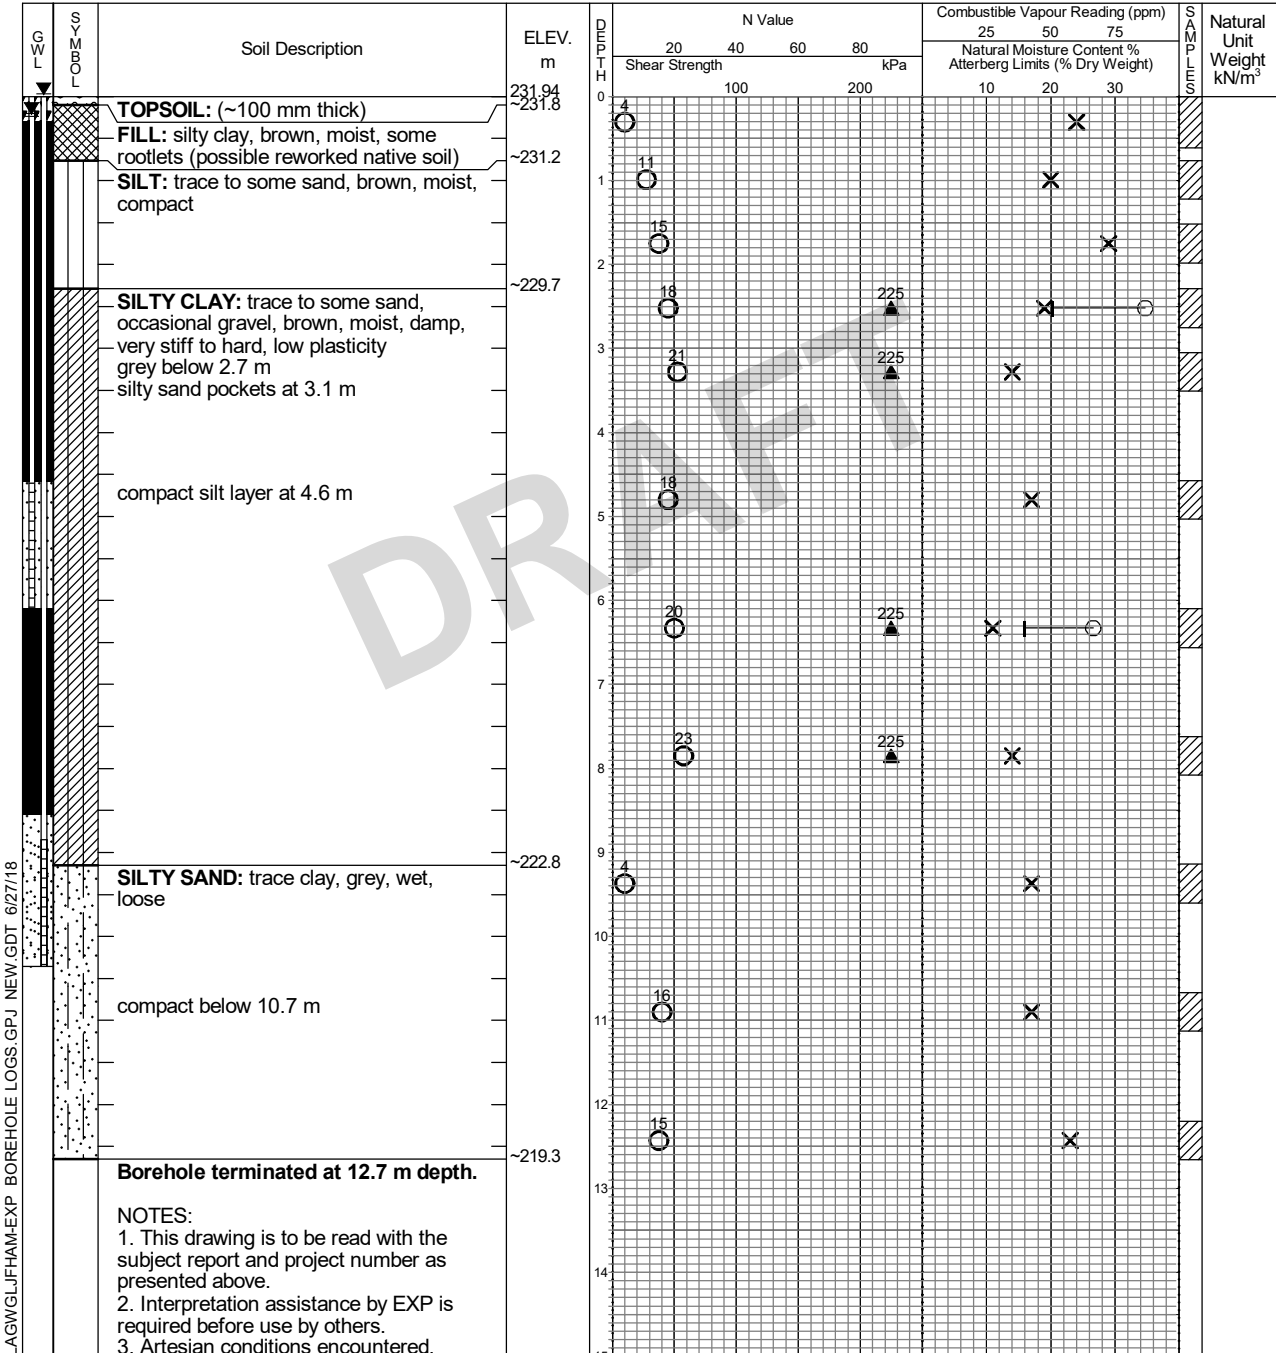 GWL
SYMBOL
Soil Description
ELEV.
m
DEPTH
N Value
20 40 60 80
Shear Strength kPa
100 200
Combustible Vapour Reading (ppm)
25 50 75
Natural Moisture Content %
Atterberg Limits (% Dry Weight)
10 20 30
SAMPLES
Natural
Unit
Weight
kN/m³
231.94
0
TOPSOIL: (~100 mm thick)
~231.8
4
FILL: silty clay, brown, moist, some
rootlets (possible reworked native soil)
~231.2
11
SILT: trace to some sand, brown, moist,
compact
1
15
2
~229.7
SILTY CLAY: trace to some sand,
occasional gravel, brown, moist, damp,
very stiff to hard, low plasticity
grey below 2.7 m
silty sand pockets at 3.1 m
18 225
3
21 225
4
compact silt layer at 4.6 m
18
5
6
20 225
7
23 225
8
9
~222.8
SILTY SAND: trace clay, grey, wet,
loose
4
10
compact below 10.7 m
16
11
12
15
~219.3
Borehole terminated at 12.7 m depth.
13
NOTES:
1. This drawing is to be read with the
subject report and project number as
presented above.
14
2. Interpretation assistance by EXP is
required before use by others.
3. Artesian conditions encountered.
DRAFT
LAGWGLJFHAM-EXP BOREHOLE LOGS.GPJ NEW.GDT 6/27/18